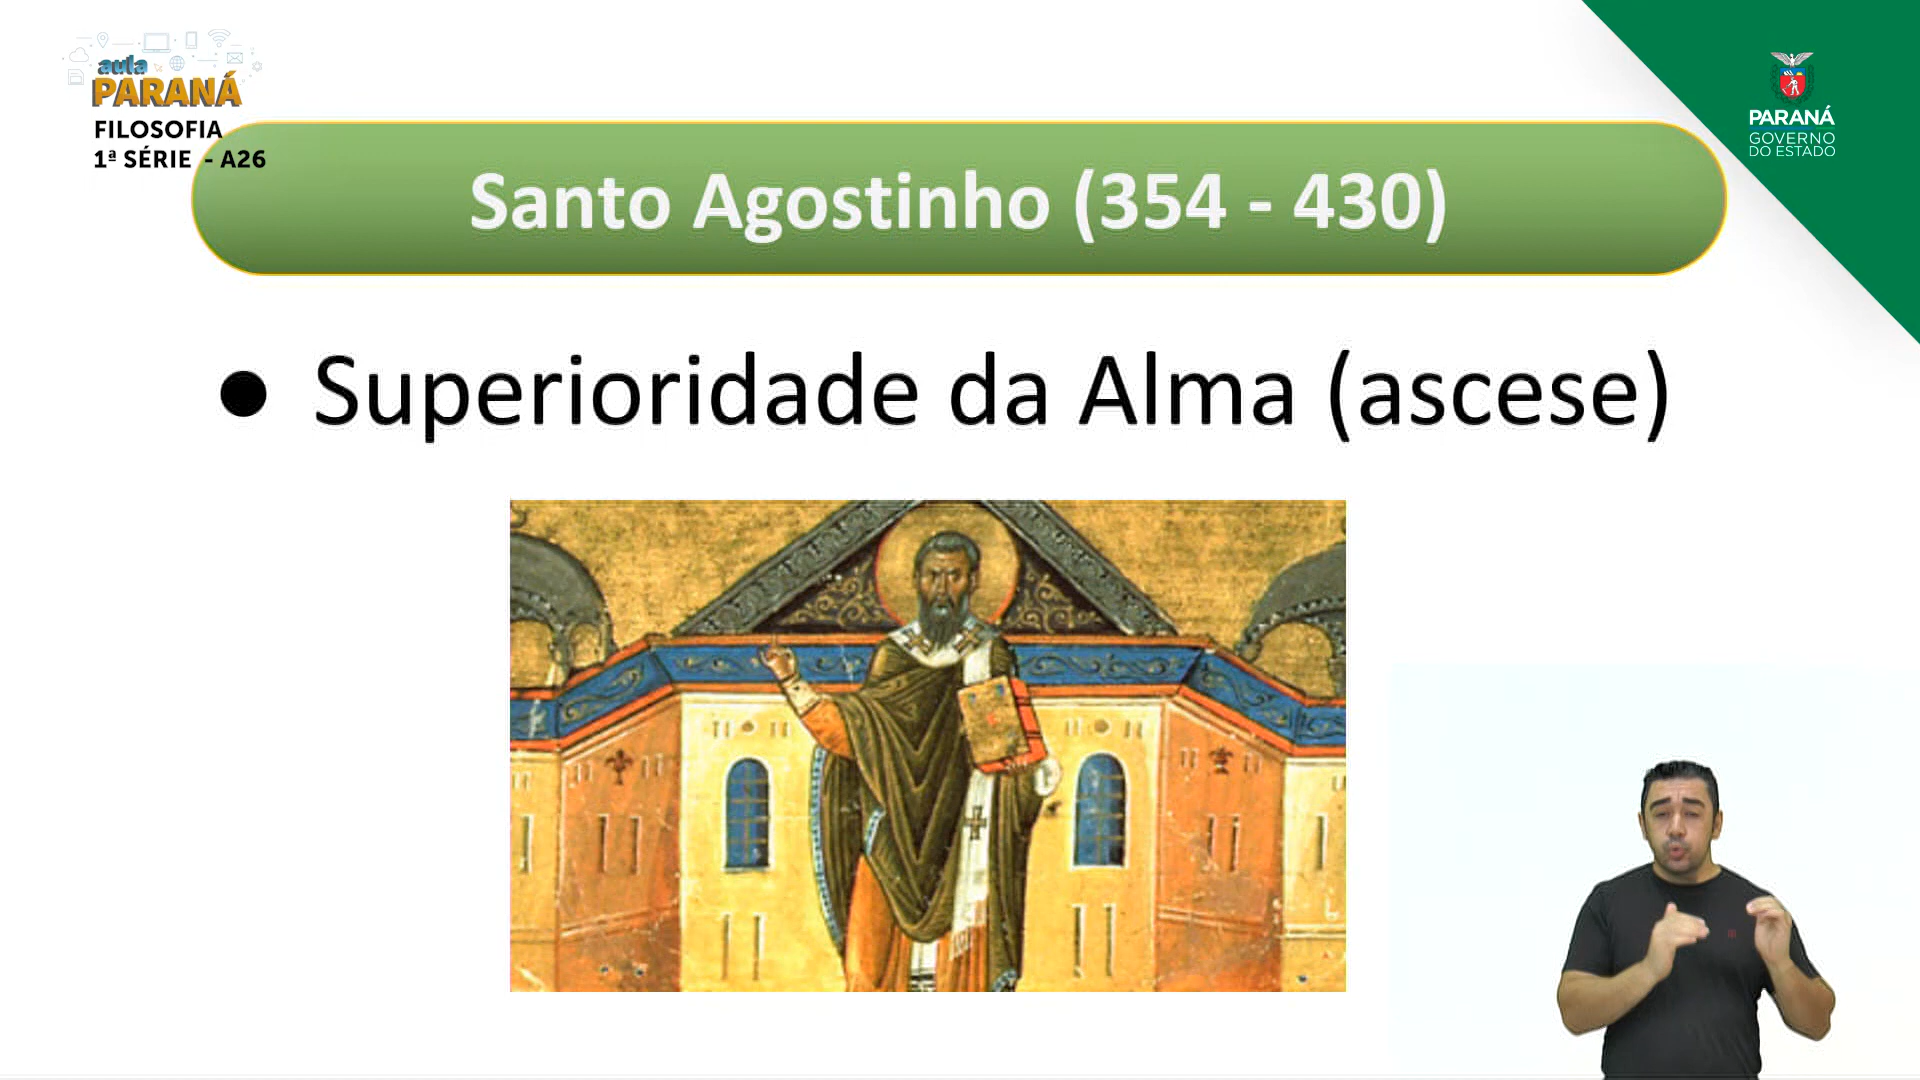 aula
PARANÁ
FILOSOFIA
1ª SÉRIE - A26
PARANÁ
GOVERNO
DO ESTADO
Santo Agostinho (354 - 430)
● Superioridade da Alma (ascese)